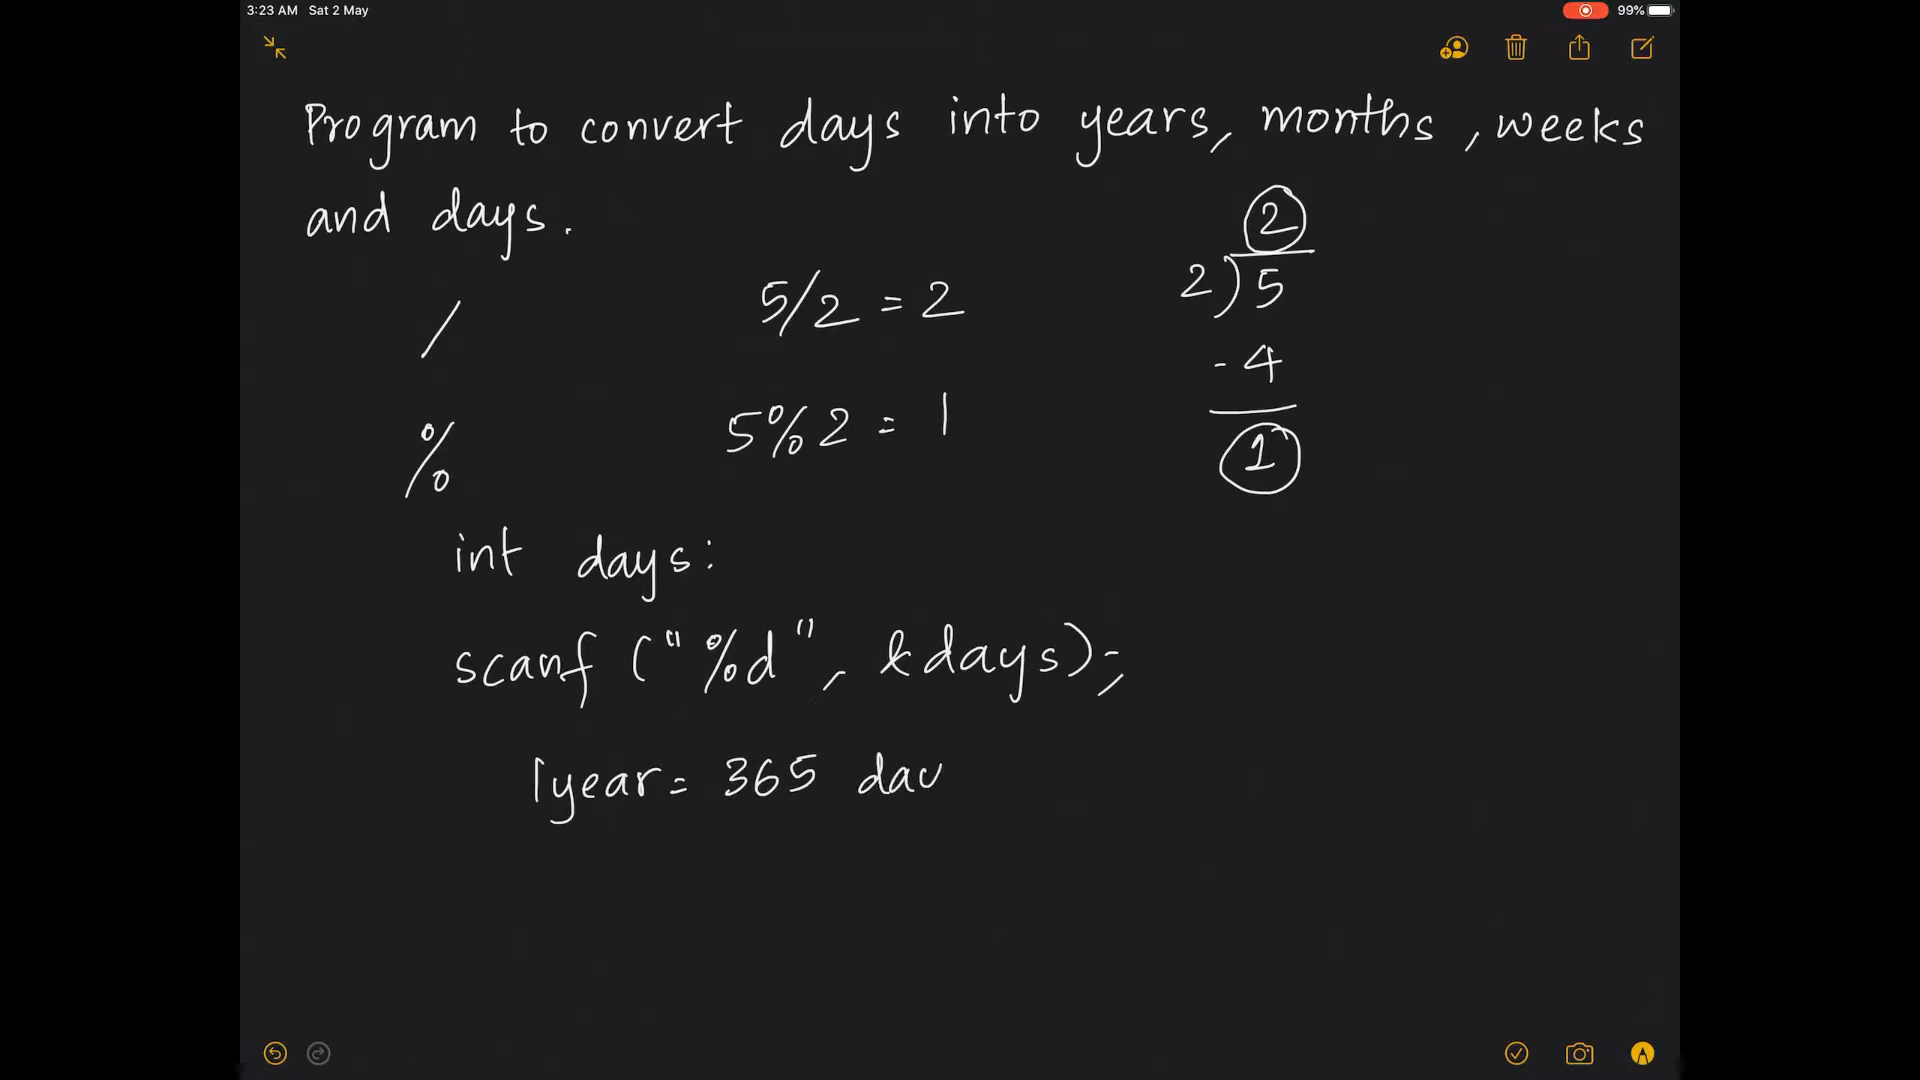 3:23 AM Sat 2 May
99%
Program to convert days into years, months, weeks
and days.
2
/ 5/2 = 2 2)5
- 4
% 5%2 = 1 1
int days:
scanf ("%d", &days);
1year = 365 day